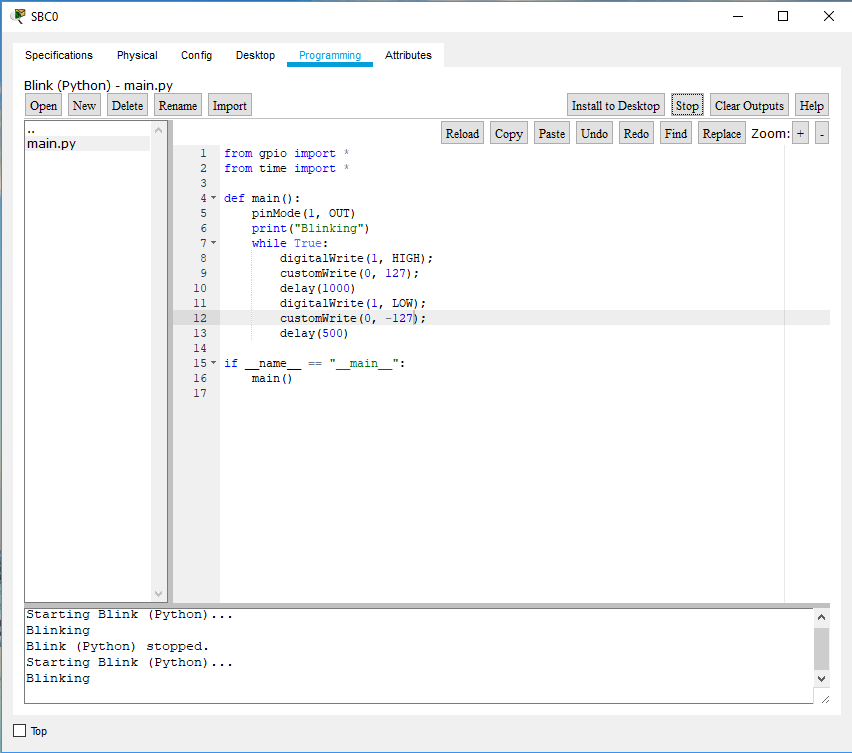 SBC0
Specifications Physical Config Desktop Programming Attributes
Blink (Python) - main.py
Open New Delete Rename Import Install to Desktop Stop Clear Outputs Help
Reload Copy Paste Undo Redo Find Replace Zoom: + -
..
main.py
1 from gpio import *
2 from time import *
3
4 def main():
5     pinMode(1, OUT)
6     print("Blinking")
7     while True:
8         digitalWrite(1, HIGH);
9         customWrite(0, 127);
10         delay(1000)
11         digitalWrite(1, LOW);
12         customWrite(0, -127);
13         delay(500)
14
15 if __name__ == "__main__":
16     main()
17
Starting Blink (Python)...
Blinking
Blink (Python) stopped.
Starting Blink (Python)...
Blinking
Top